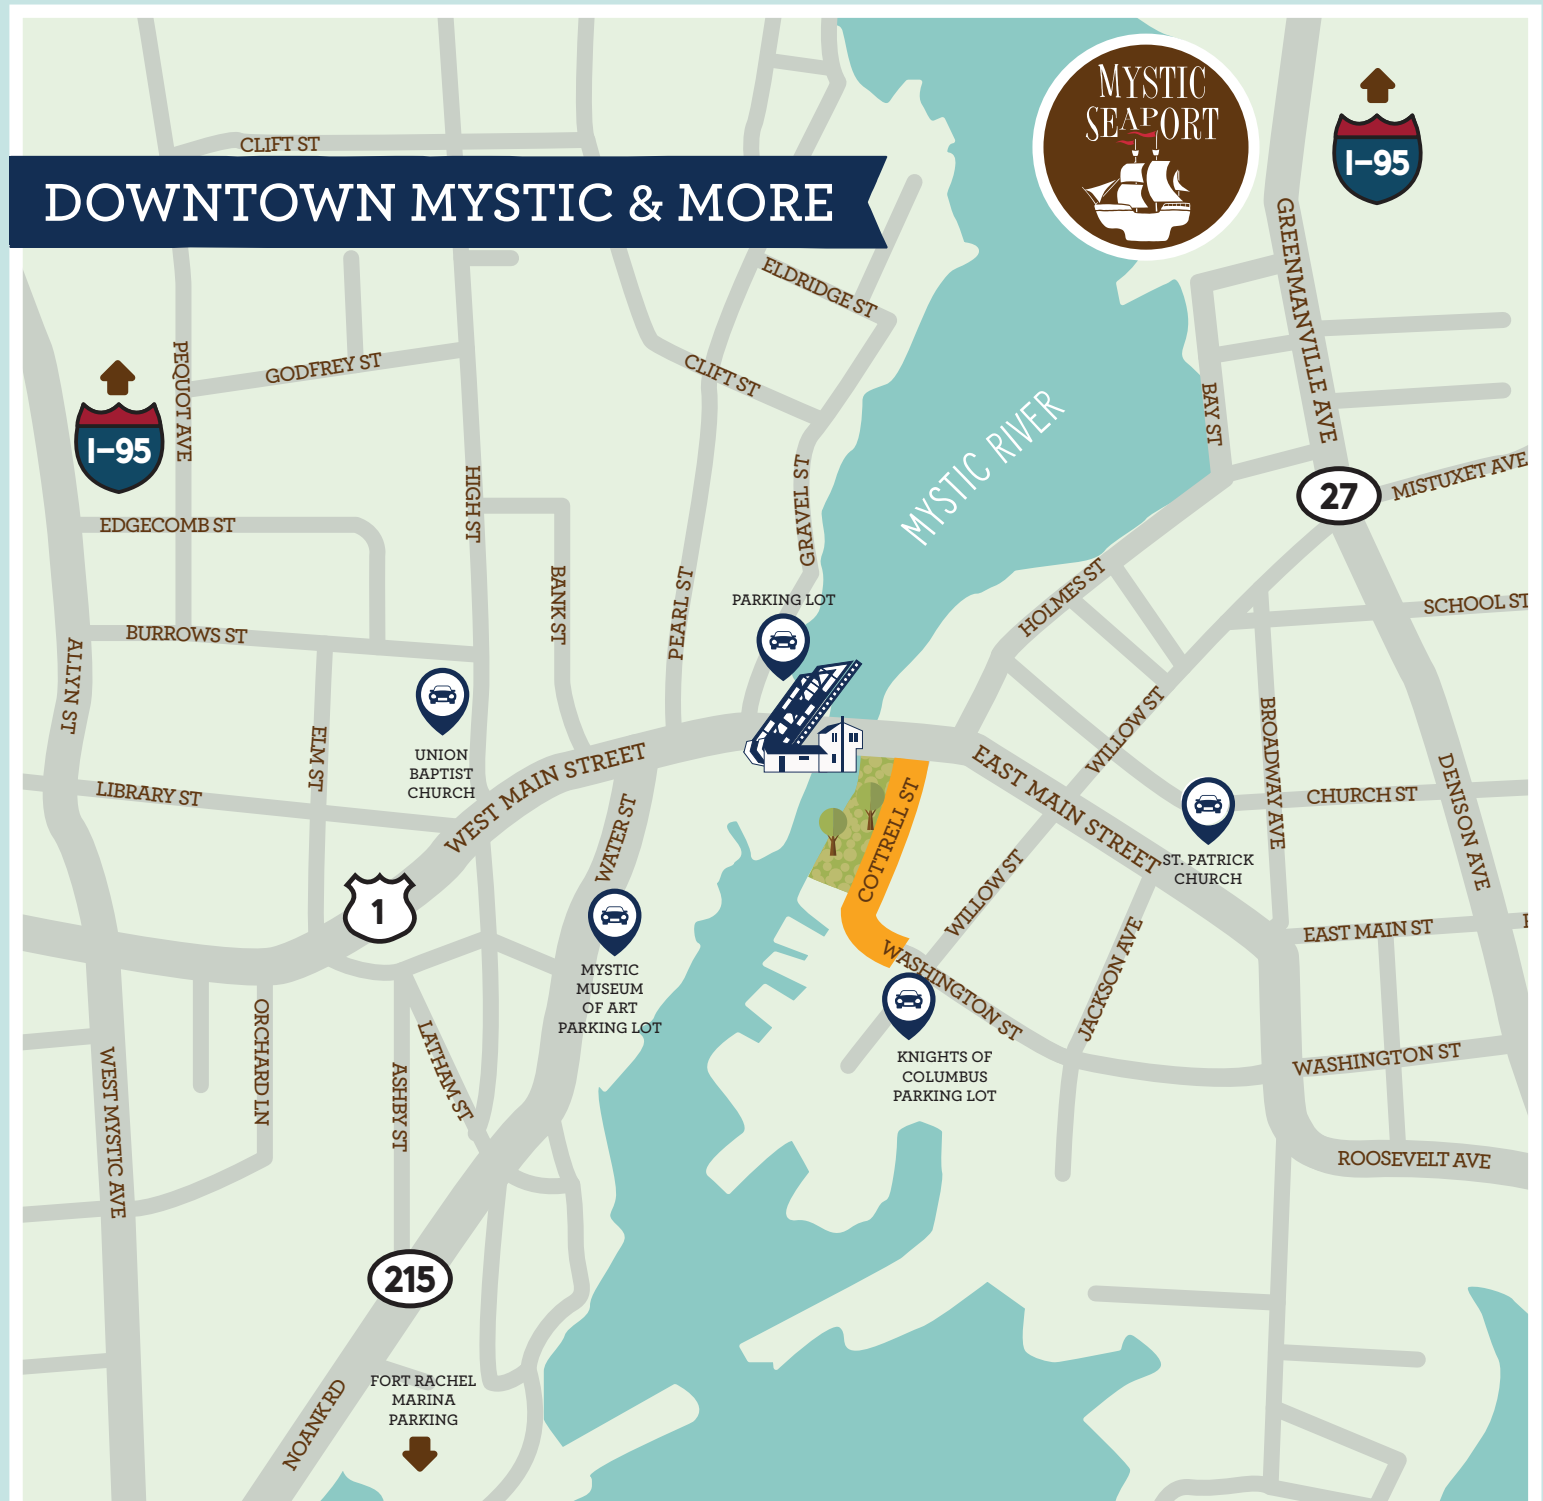 MYSTIC
SEAPORT
I-95
CLIFT ST
DOWNTOWN MYSTIC & MORE
GREENMANVILLE AVE
ELDRIDGE ST
PEQUOT AVE
GODFREY ST
CLIFT ST
I-95
BAY ST
MYSTIC RIVER
HIGH ST
GRAVEL ST
27
MISTUXET AVE
EDGECOMB ST
BANK ST
PEARL ST
PARKING LOT
HOLMES ST
SCHOOL ST
BURROWS ST
ALLYN ST
ELM ST
UNION
BAPTIST
CHURCH
WILLOW ST
BROADWAY AVE
DENISON AVE
LIBRARY ST
WEST MAIN STREET
EAST MAIN STREET
CHURCH ST
WATER ST
COTTRELL ST
ST. PATRICK
CHURCH
1
WILLOW ST
EAST MAIN ST
MYSTIC
MUSEUM
OF ART
PARKING LOT
WASHINGTON ST
JACKSON AVE
ORCHARD LN
LATHAM ST
ASHBY ST
WEST MYSTIC AVE
KNIGHTS OF
COLUMBUS
PARKING LOT
WASHINGTON ST
ROOSEVELT AVE
215
NOANK RD
FORT RACHEL
MARINA
PARKING